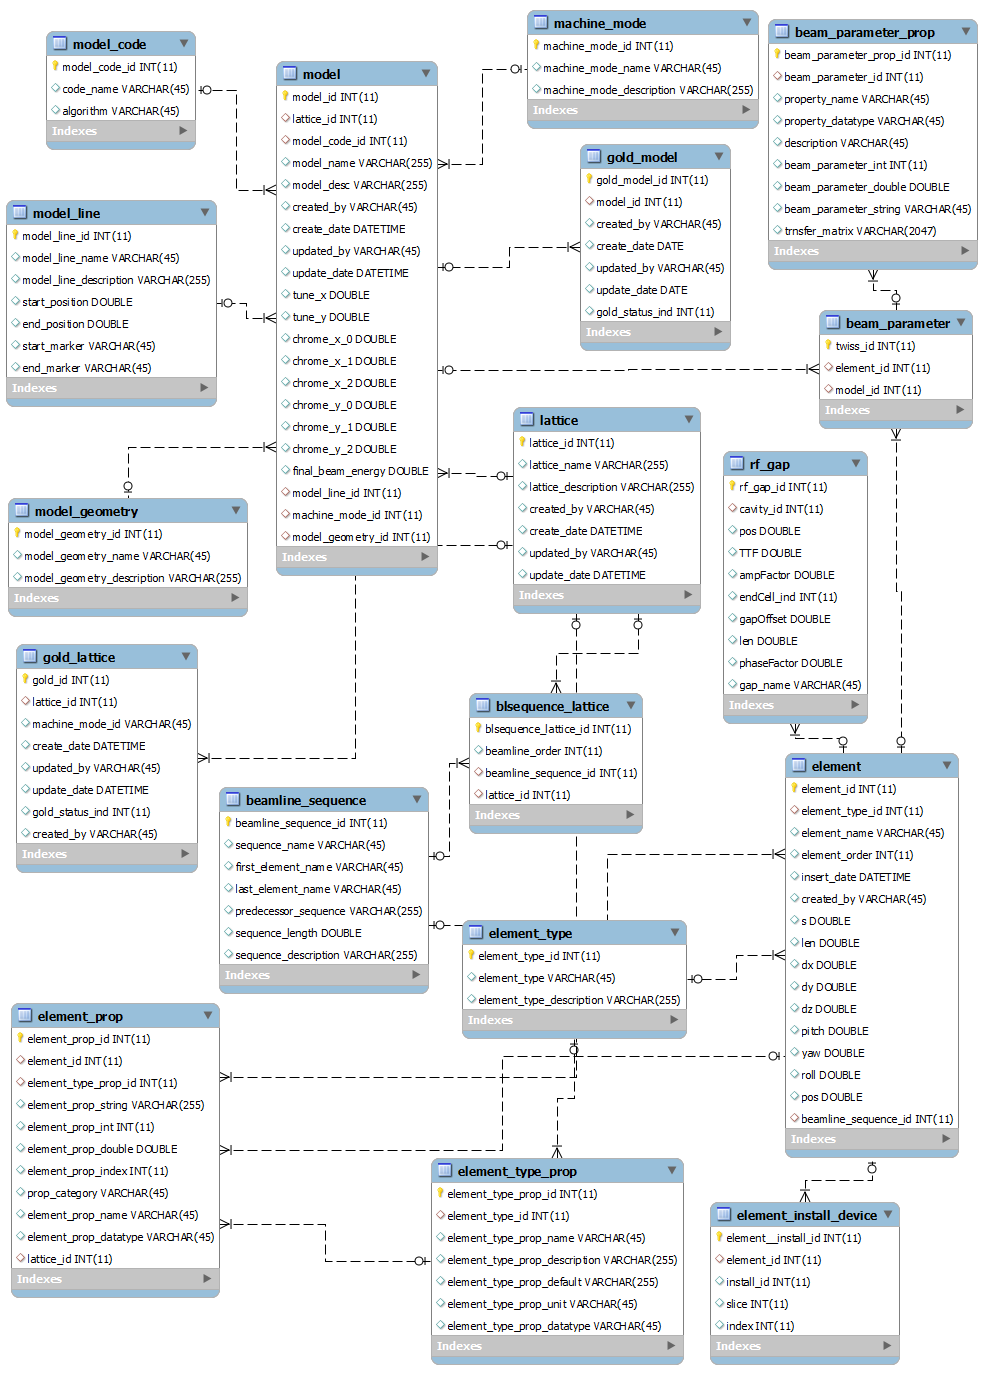 model_code
model_code_id INT(11)
code_name VARCHAR(45)
algorithm VARCHAR(45)
Indexes
model
model_id INT(11)
lattice_id INT(11)
model_code_id INT(11)
model_name VARCHAR(255)
model_desc VARCHAR(255)
created_by VARCHAR(45)
create_date DATETIME
updated_by VARCHAR(45)
update_date DATETIME
tune_x DOUBLE
tune_y DOUBLE
chrome_x_0 DOUBLE
chrome_x_1 DOUBLE
chrome_x_2 DOUBLE
chrome_y_0 DOUBLE
chrome_y_1 DOUBLE
chrome_y_2 DOUBLE
final_beam_energy DOUBLE
model_line_id INT(11)
machine_mode_id INT(11)
model_geometry_id INT(11)
Indexes
machine_mode
machine_mode_id INT(11)
machine_mode_name VARCHAR(45)
machine_mode_description VARCHAR(255)
Indexes
beam_parameter_prop
beam_parameter_prop_id INT(11)
beam_parameter_id INT(11)
property_name VARCHAR(45)
property_datatype VARCHAR(45)
description VARCHAR(45)
beam_parameter_int INT(11)
beam_parameter_double DOUBLE
beam_parameter_string VARCHAR(45)
trnsfer_matrix VARCHAR(2047)
Indexes
gold_model
gold_model_id INT(11)
model_id INT(11)
created_by VARCHAR(45)
create_date DATE
updated_by VARCHAR(45)
update_date DATE
gold_status_ind INT(11)
Indexes
model_line
model_line_id INT(11)
model_line_name VARCHAR(45)
model_line_description VARCHAR(255)
start_position DOUBLE
end_position DOUBLE
start_marker VARCHAR(45)
end_marker VARCHAR(45)
Indexes
beam_parameter
twiss_id INT(11)
element_id INT(11)
model_id INT(11)
Indexes
lattice
lattice_id INT(11)
lattice_name VARCHAR(255)
lattice_description VARCHAR(255)
created_by VARCHAR(45)
create_date DATETIME
updated_by VARCHAR(45)
update_date DATETIME
Indexes
rf_gap
rf_gap_id INT(11)
cavity_id INT(11)
pos DOUBLE
TTF DOUBLE
ampFactor DOUBLE
endCell_ind INT(11)
gapOffset DOUBLE
len DOUBLE
phaseFactor DOUBLE
gap_name VARCHAR(45)
Indexes
model_geometry
model_geometry_id INT(11)
model_geometry_name VARCHAR(45)
model_geometry_description VARCHAR(255)
Indexes
gold_lattice
gold_id INT(11)
lattice_id INT(11)
machine_mode_id VARCHAR(45)
create_date DATETIME
updated_by VARCHAR(45)
update_date DATETIME
gold_status_ind INT(11)
created_by VARCHAR(45)
Indexes
blsequence_lattice
blsequence_lattice_id INT(11)
beamline_order INT(11)
beamline_sequence_id INT(11)
lattice_id INT(11)
Indexes
beamline_sequence
beamline_sequence_id INT(11)
sequence_name VARCHAR(45)
first_element_name VARCHAR(45)
last_element_name VARCHAR(45)
predecessor_sequence VARCHAR(255)
sequence_length DOUBLE
sequence_description VARCHAR(255)
Indexes
element
element_id INT(11)
element_type_id INT(11)
element_name VARCHAR(45)
element_order INT(11)
insert_date DATETIME
created_by VARCHAR(45)
s DOUBLE
len DOUBLE
dx DOUBLE
dy DOUBLE
dz DOUBLE
pitch DOUBLE
yaw DOUBLE
roll DOUBLE
pos DOUBLE
beamline_sequence_id INT(11)
Indexes
element_type
element_type_id INT(11)
element_type VARCHAR(45)
element_type_description VARCHAR(255)
Indexes
element_prop
element_prop_id INT(11)
element_id INT(11)
element_type_prop_id INT(11)
element_prop_string VARCHAR(255)
element_prop_int INT(11)
element_prop_double DOUBLE
element_prop_index INT(11)
prop_category VARCHAR(45)
element_prop_name VARCHAR(45)
element_prop_datatype VARCHAR(45)
lattice_id INT(11)
Indexes
element_type_prop
element_type_prop_id INT(11)
element_type_id INT(11)
element_type_prop_name VARCHAR(45)
element_type_prop_description VARCHAR(255)
element_type_prop_default VARCHAR(255)
element_type_prop_unit VARCHAR(45)
element_type_prop_datatype VARCHAR(45)
Indexes
element_install_device
element__install_id INT(11)
element_id INT(11)
install_id INT(11)
slice INT(11)
index INT(11)
Indexes